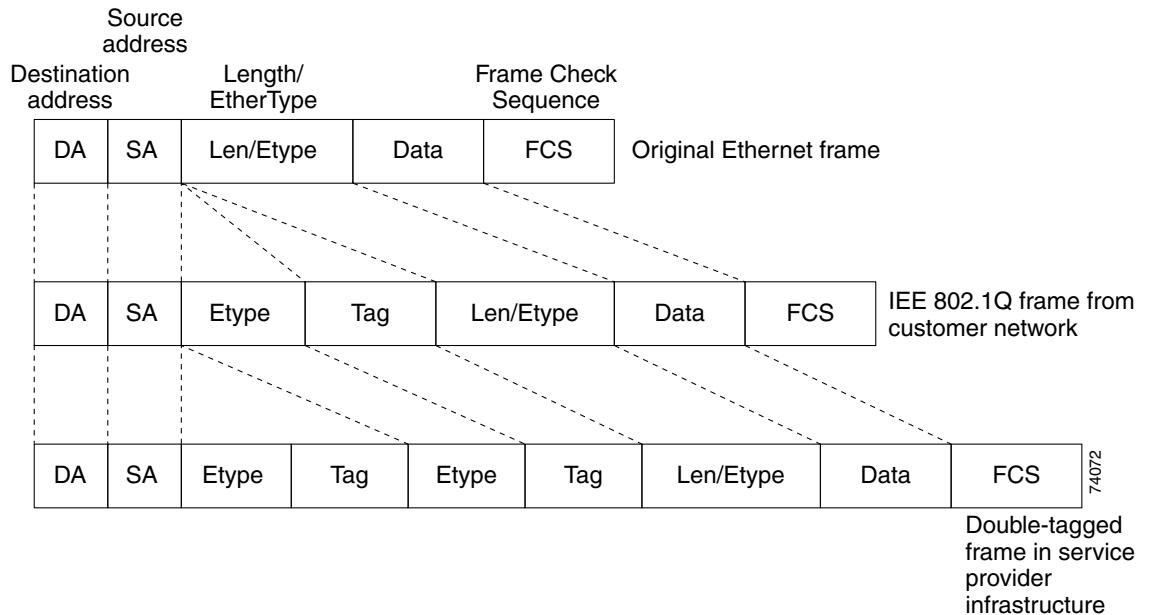 Source
address
Destination
address
Length/
EtherType
Frame Check
Sequence
DA SA Len/Etype Data FCS Original Ethernet frame
DA SA Etype Tag Len/Etype Data FCS
IEE 802.1Q frame from
customer network
DA SA Etype Tag Etype Tag Len/Etype Data FCS
74072
Double-tagged
frame in service
provider
infrastructure